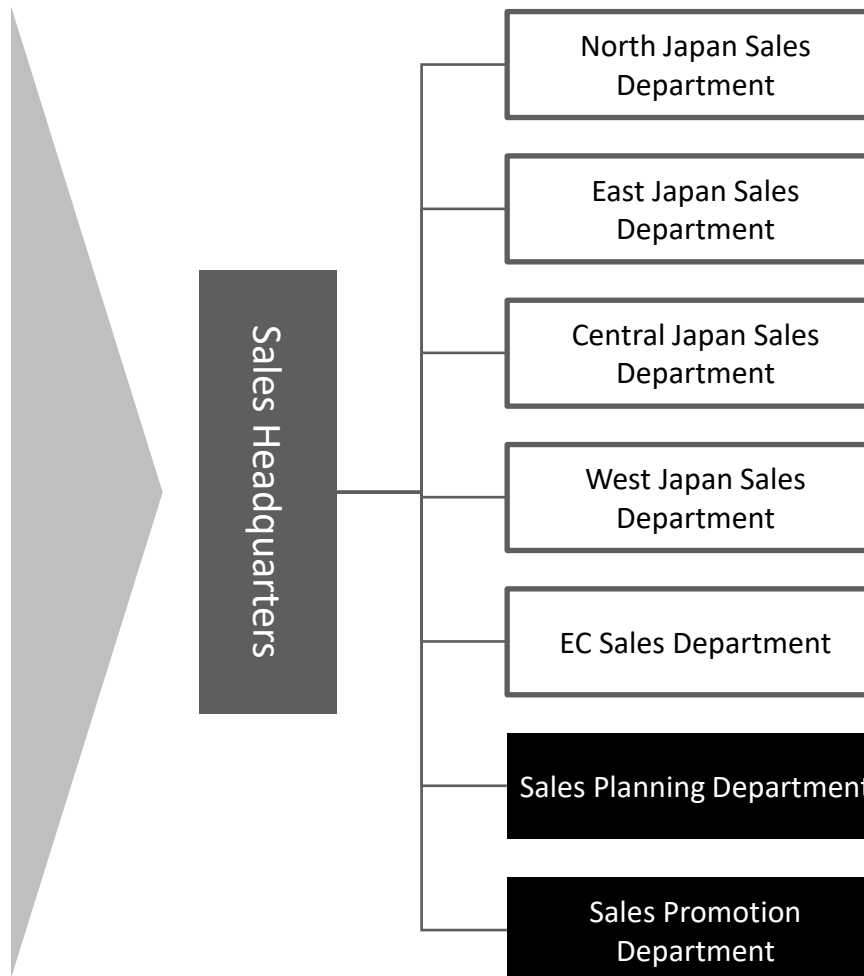 North Japan Sales
Department
East Japan Sales
Department
Central Japan Sales
Department
Sales Headquarters
West Japan Sales
Department
EC Sales Department
Sales Planning Department
Sales Promotion
Department